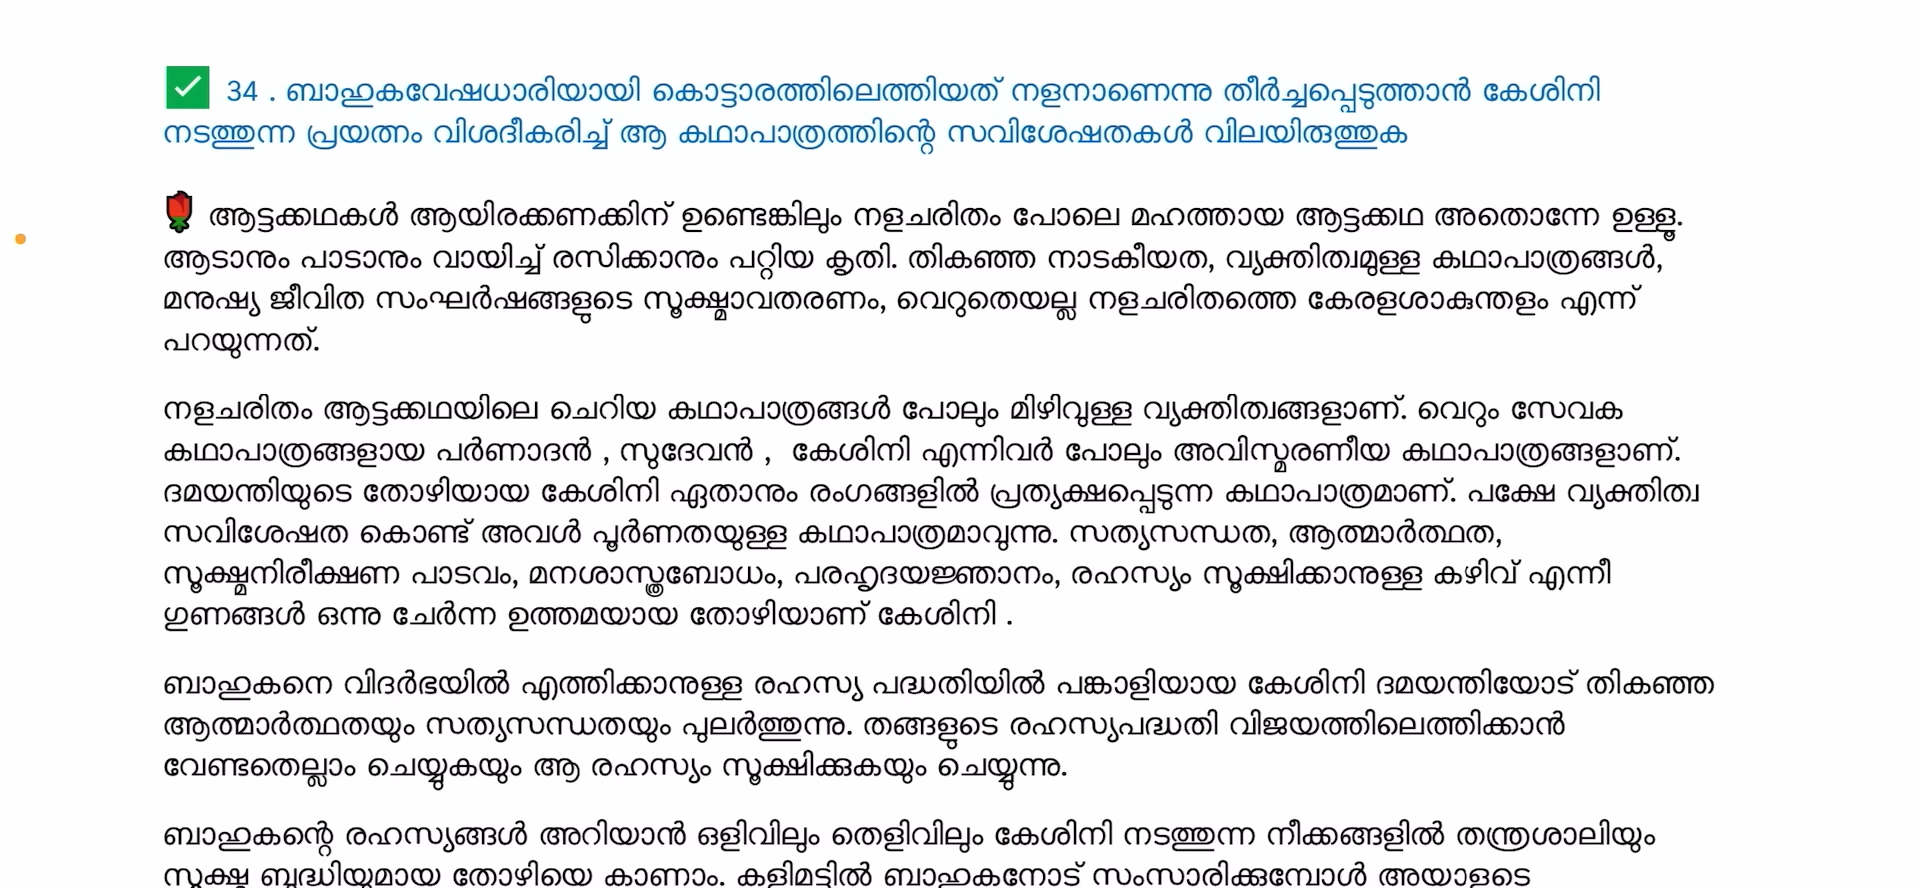 ✅ 34 . ബാഹുകവേഷധാരിയായി കൊട്ടാരത്തിലെത്തിയത് നളനാണെന്നു തീർച്ചപ്പെടുത്താൻ കേശിനി
നടത്തുന്ന പ്രയത്നം വിശദീകരിച്ച് ആ കഥാപാത്രത്തിന്റെ സവിശേഷതകൾ വിലയിരുത്തുക
🌹 ആട്ടക്കഥകൾ ആയിരക്കണക്കിന് ഉണ്ടെങ്കിലും നളചരിതം പോലെ മഹത്തായ ആട്ടക്കഥ അതൊന്നേ ഉള്ളൂ.
ആടാനും പാടാനും വായിച്ച് രസിക്കാനും പറ്റിയ കൃതി. തികഞ്ഞ നാടകീയത, വ്യക്തിത്വമുള്ള കഥാപാത്രങ്ങൾ,
മനുഷ്യ ജീവിത സംഘർഷങ്ങളുടെ സൂക്ഷ്മാവതരണം, വെറുതെയല്ല നളചരിതത്തെ കേരളശാകുന്തളം എന്ന്
പറയുന്നത്.
നളചരിതം ആട്ടക്കഥയിലെ ചെറിയ കഥാപാത്രങ്ങൾ പോലും മിഴിവുള്ള വ്യക്തിത്വങ്ങളാണ്. വെറും സേവക
കഥാപാത്രങ്ങളായ പർണാദൻ , സുദേവൻ ,  കേശിനി എന്നിവർ പോലും അവിസ്മരണീയ കഥാപാത്രങ്ങളാണ്.
ദമയന്തിയുടെ തോഴിയായ കേശിനി ഏതാനും രംഗങ്ങളിൽ പ്രത്യക്ഷപ്പെടുന്ന കഥാപാത്രമാണ്. പക്ഷേ വ്യക്തിത്വ
സവിശേഷത കൊണ്ട് അവൾ പൂർണതയുള്ള കഥാപാത്രമാവുന്നു. സത്യസന്ധത, ആത്മാർത്ഥത,
സൂക്ഷ്മനിരീക്ഷണ പാടവം, മനശാസ്ത്രബോധം, പരഹൃദയജ്ഞാനം, രഹസ്യം സൂക്ഷിക്കാനുള്ള കഴിവ് എന്നീ
ഗുണങ്ങൾ ഒന്നു ചേർന്ന ഉത്തമയായ തോഴിയാണ് കേശിനി .
ബാഹുകനെ വിദർഭയിൽ എത്തിക്കാനുള്ള രഹസ്യ പദ്ധതിയിൽ പങ്കാളിയായ കേശിനി ദമയന്തിയോട് തികഞ്ഞ
ആത്മാർത്ഥതയും സത്യസന്ധതയും പുലർത്തുന്നു. തങ്ങളുടെ രഹസ്യപദ്ധതി വിജയത്തിലെത്തിക്കാൻ
വേണ്ടതെല്ലാം ചെയ്യുകയും ആ രഹസ്യം സൂക്ഷിക്കുകയും ചെയ്യുന്നു.
ബാഹുകന്റെ രഹസ്യങ്ങൾ അറിയാൻ ഒളിവിലും തെളിവിലും കേശിനി നടത്തുന്ന നീക്കങ്ങളിൽ തന്ത്രശാലിയും
സൂക്ഷ്മ ബുദ്ധിയുമായ തോഴിയെ കാണാം. കളിമട്ടിൽ ബാഹുകനോട് സംസാരിക്കുമ്പോൾ അയാളുടെ